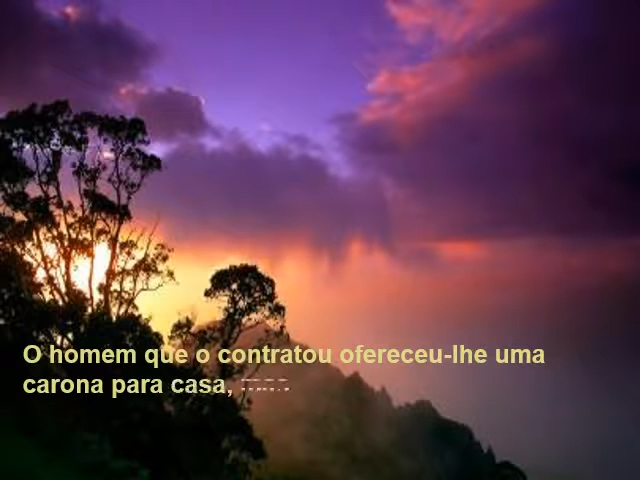 O homem que o contratou ofereceu-lhe uma
carona para casa,